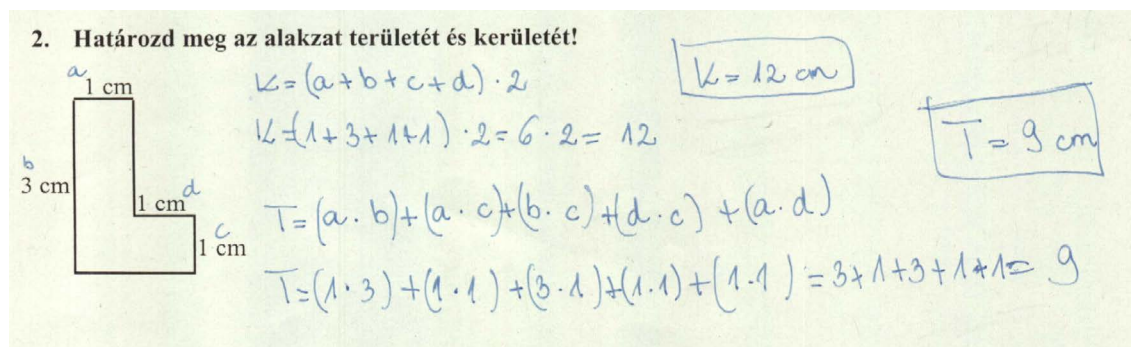 2. Határozd meg az alakzat területét és kerületét!
a
1 cm
b
3 cm
1 cm d
c
1 cm
K = (a + b + c + d) · 2
K = (1 + 3 + 1 + 1) · 2 = 6 · 2 = 12
T = (a · b) + (a · c) + (b · c) + (d · c) + (a · d)
T = (1 · 3) + (1 · 1) + (3 · 1) + (1 · 1) + (1 · 1) = 3 + 1 + 3 + 1 + 1 = 9
K = 12 cm
T = 9 cm